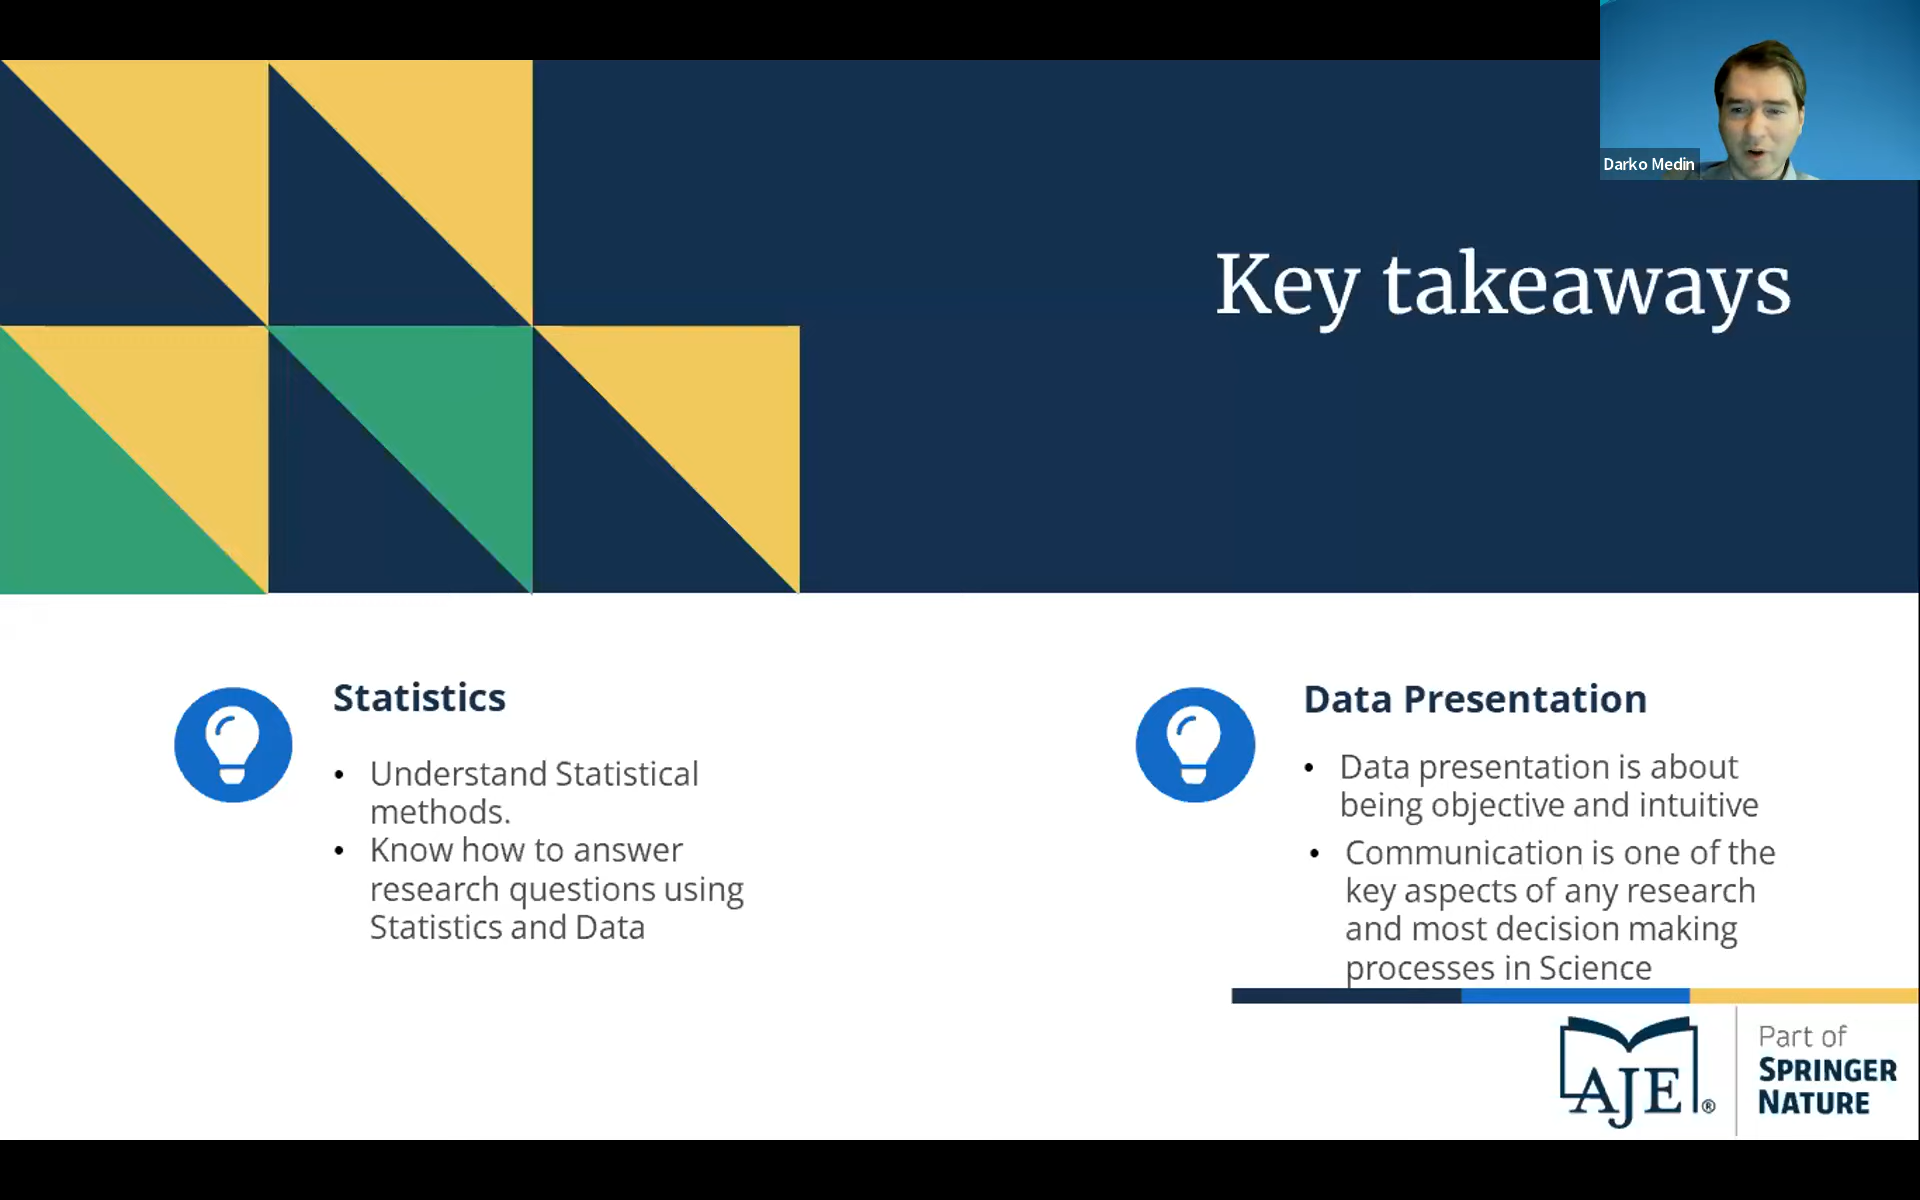 Darko Medin
Key takeaways
Statistics
• Understand Statistical
methods.
• Know how to answer
research questions using
Statistics and Data
Data Presentation
• Data presentation is about
being objective and intuitive
• Communication is one of the
key aspects of any research
and most decision making
processes in Science
AJE®
Part of
SPRINGER
NATURE